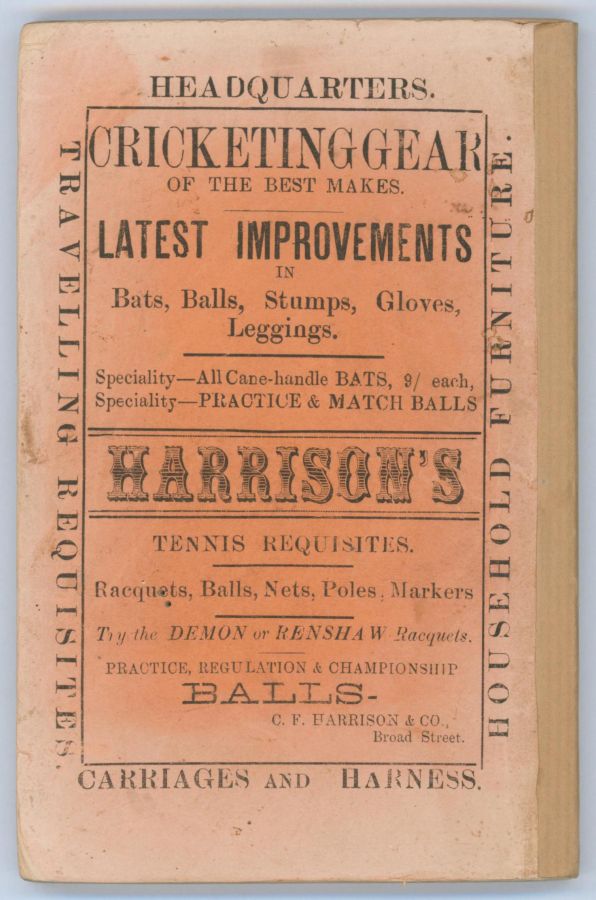 HEADQUARTERS.
TRAVELLING REQUISITES.
CRICKETING GEAR
OF THE BEST MAKES.
LATEST IMPROVEMENTS
IN
Bats, Balls, Stumps, Gloves,
Leggings.
Speciality—All Cane-handle BATS, 9/ each,
Speciality—PRACTICE & MATCH BALLS
HARRISON'S
TENNIS REQUISITES.
Racquets, Balls, Nets, Poles, Markers
Try the DEMON or RENSHAW Racquets.
PRACTICE, REGULATION & CHAMPIONSHIP
BALLS-
C. F. HARRISON & CO.,
Broad Street.
HOUSEHOLD FURNITURE.
CARRIAGES AND HARNESS.